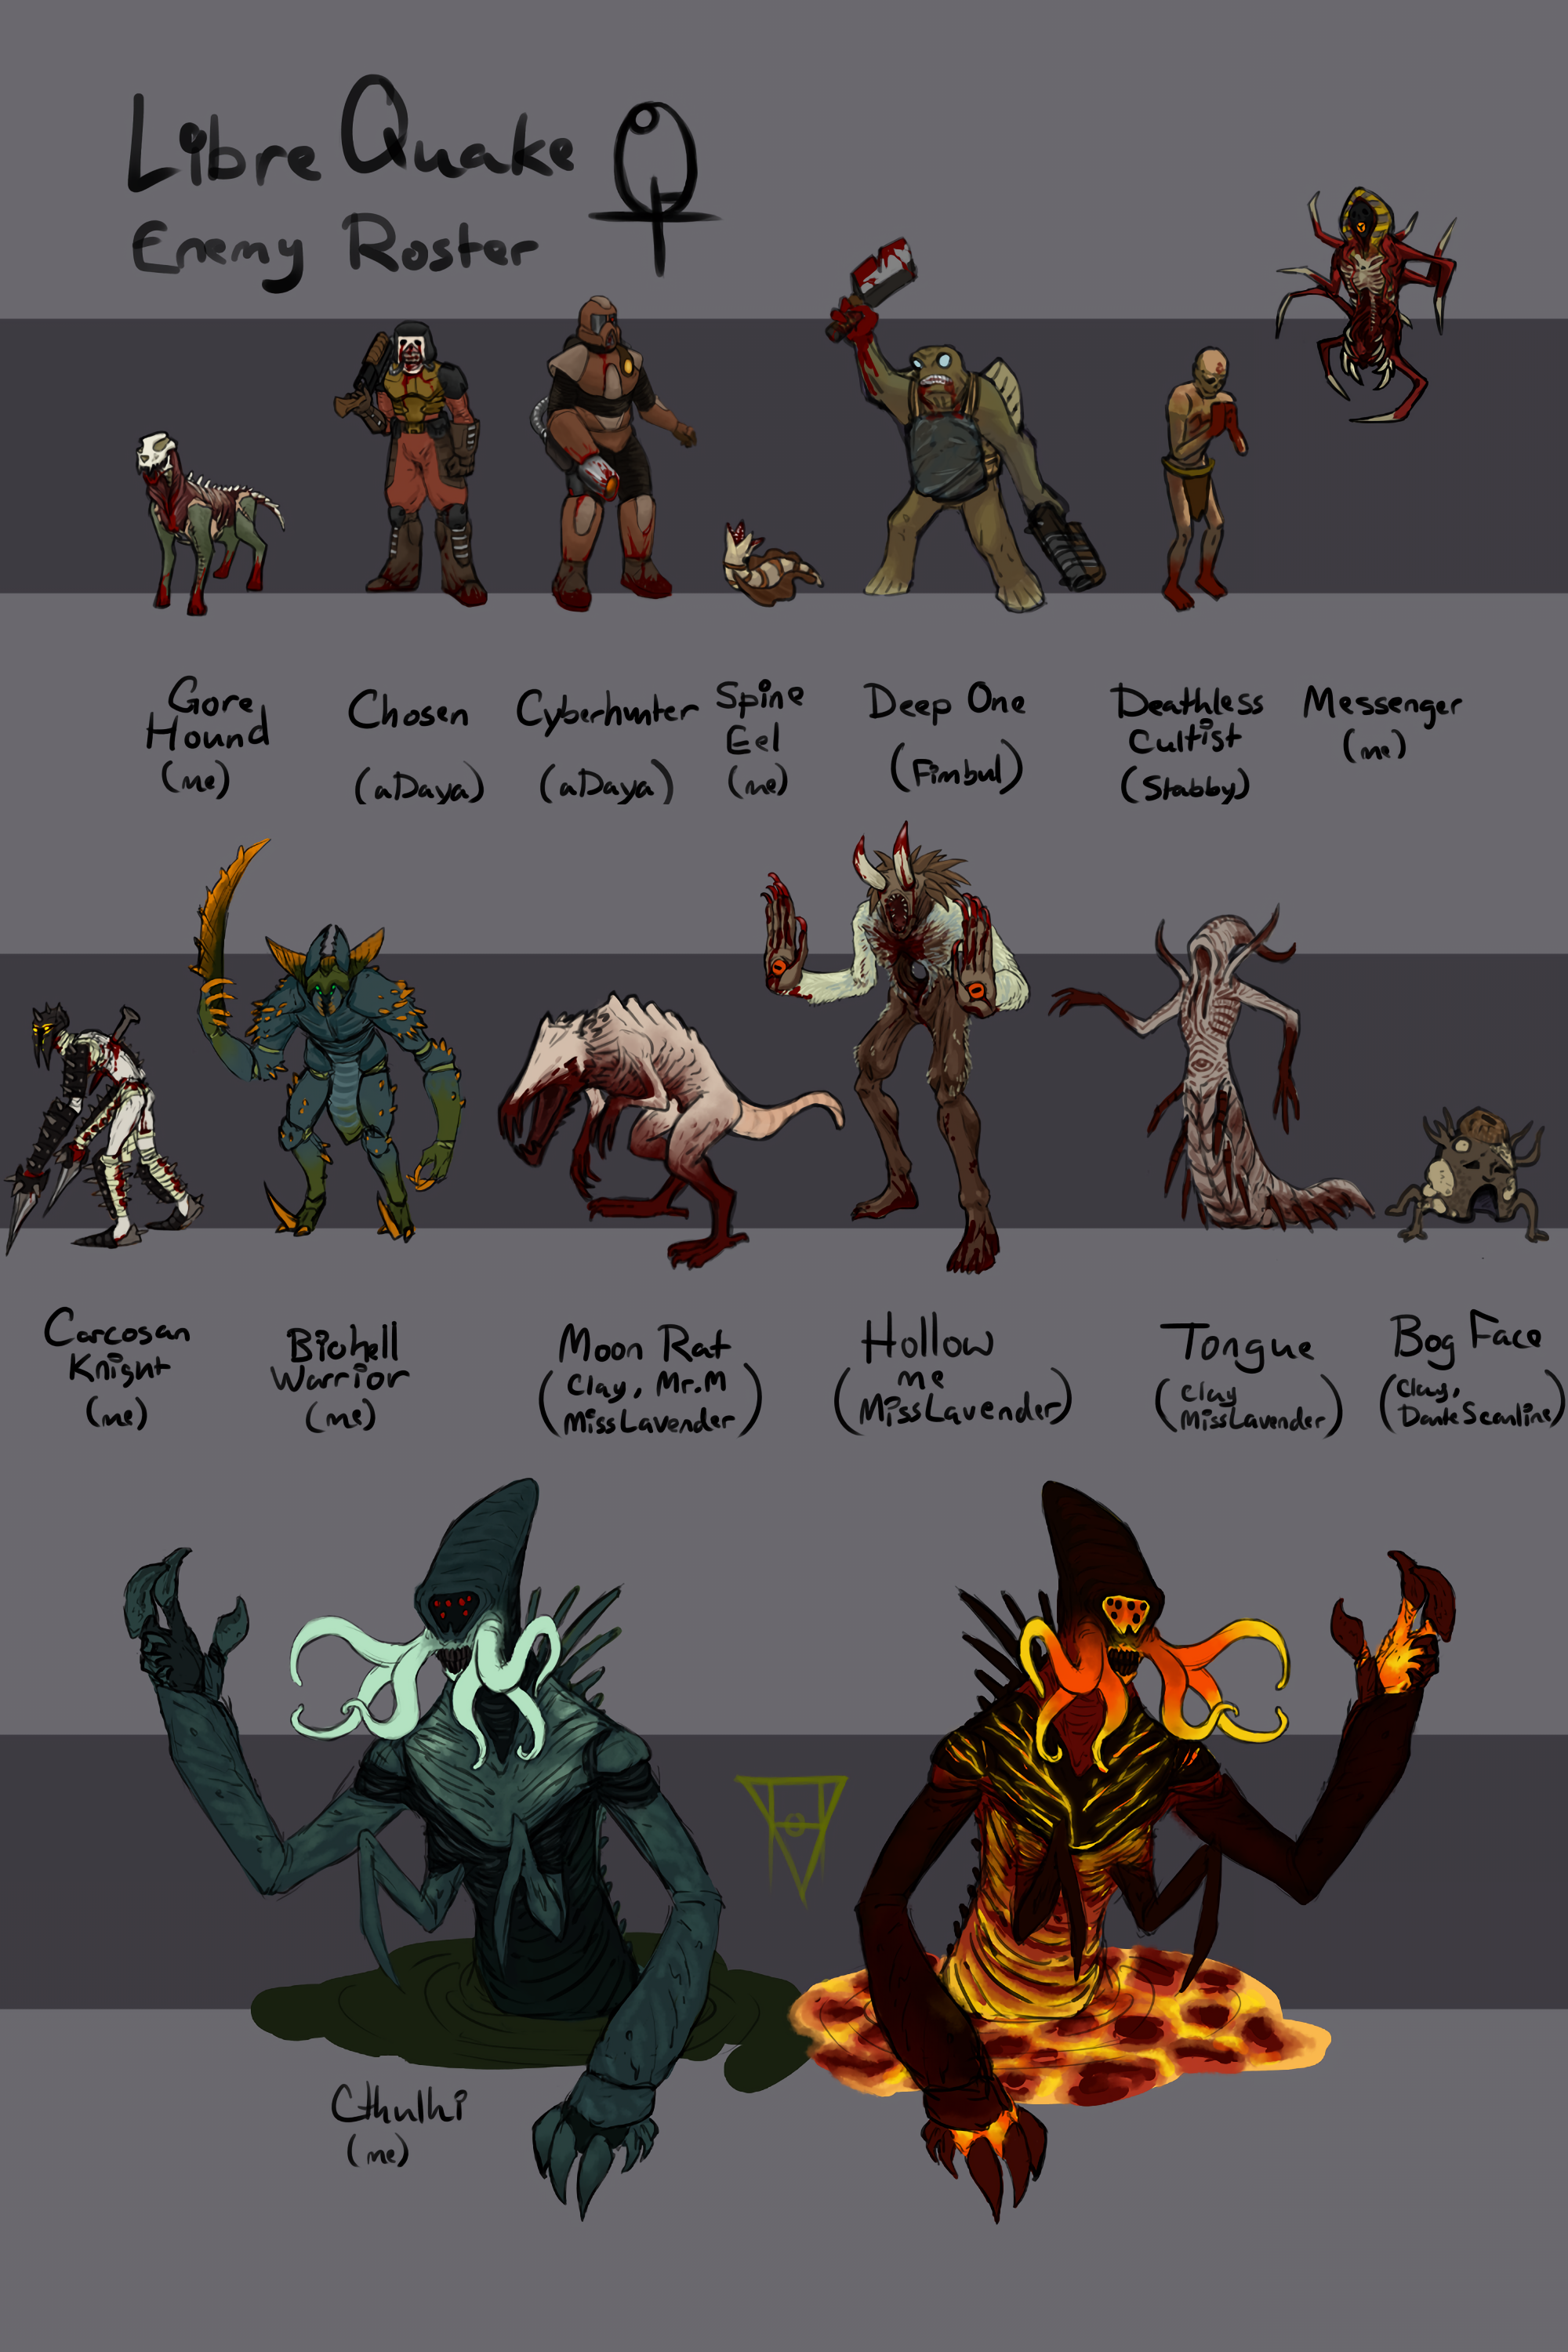 Libre Quake
Enemy Roster
Gore
Hound
(me)
Chosen
(aDaya)
Cyberhunter
(aDaya)
Spine
Eel
(me)
Deep One
(Fimbul)
Deathless
Cultist
(Stabby)
Messenger
(me)
Carcosan
Knight
(me)
Biohell
Warrior
(me)
Moon Rat
(Clay, Mr.M
MissLavender)
Hollow
me
(MissLavender)
Tongue
(Clay
MissLavender)
Bog Face
(Clay,
DankScanline)
Cthulhi
(me)